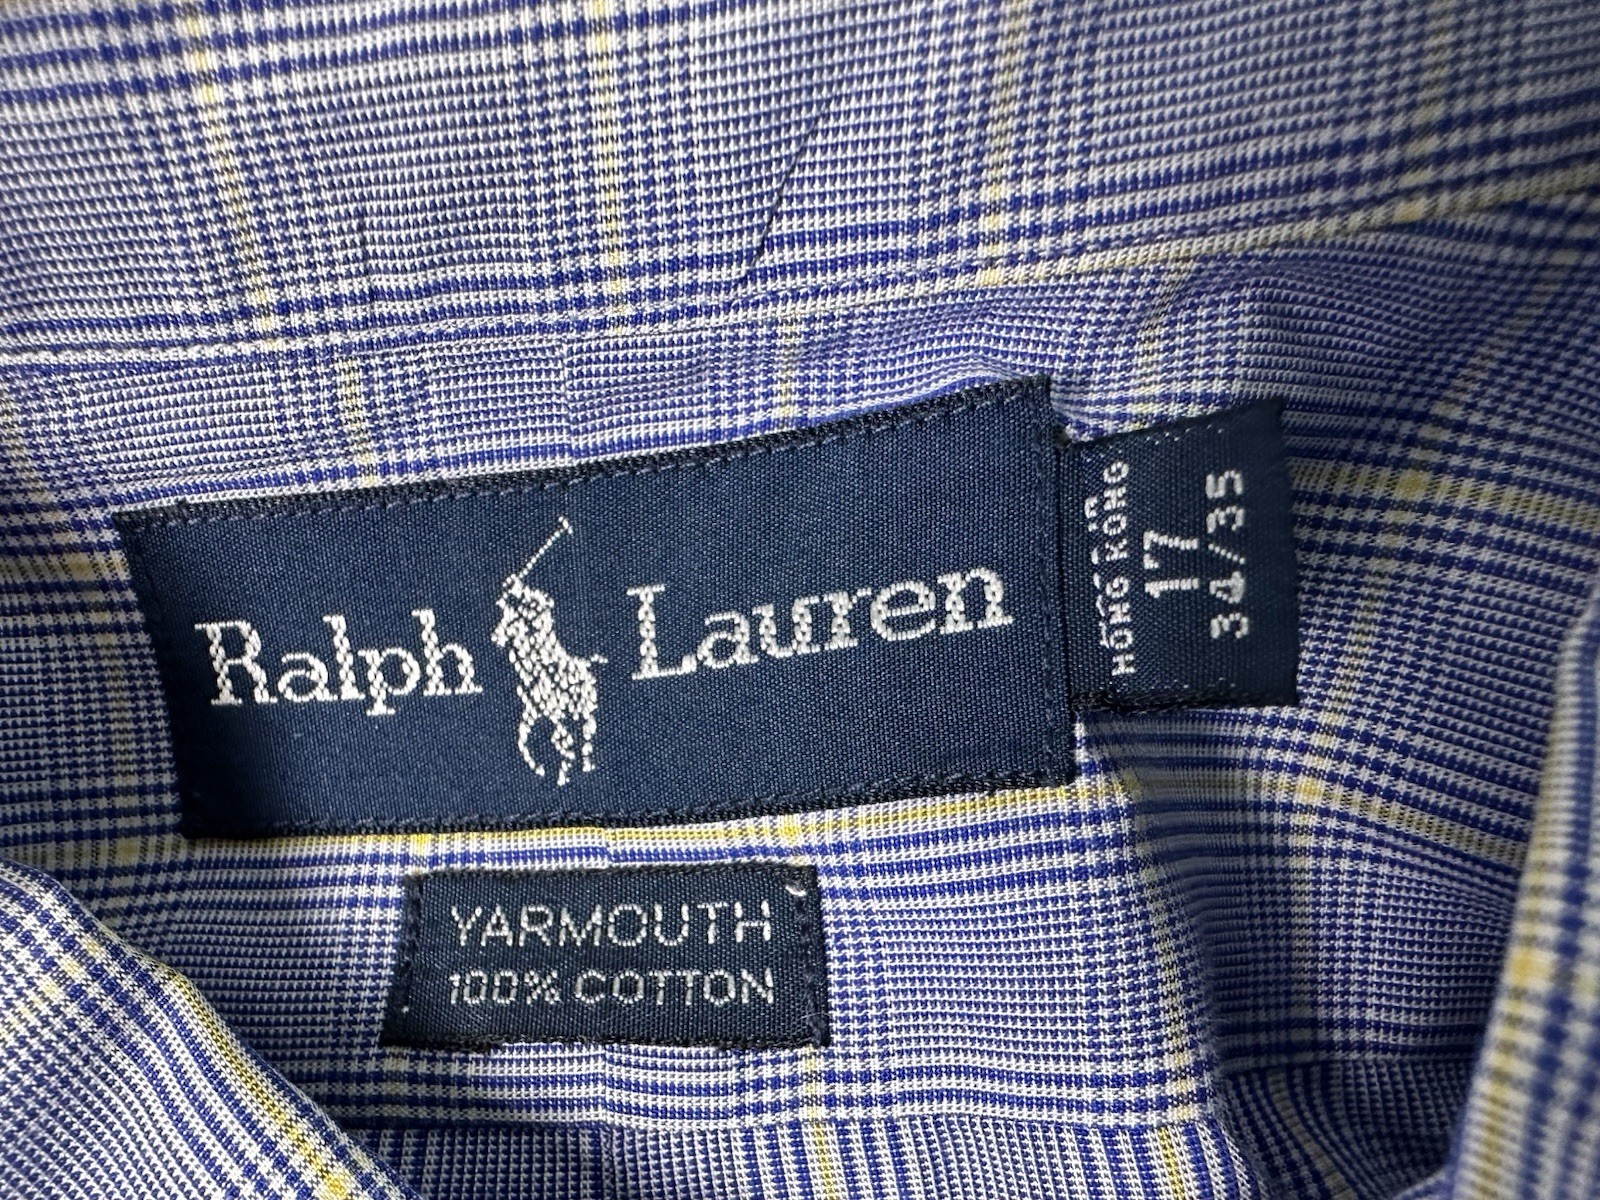 Ralph Lauren
HONG KONG
17
34/35
YARMOUTH
100% COTTON